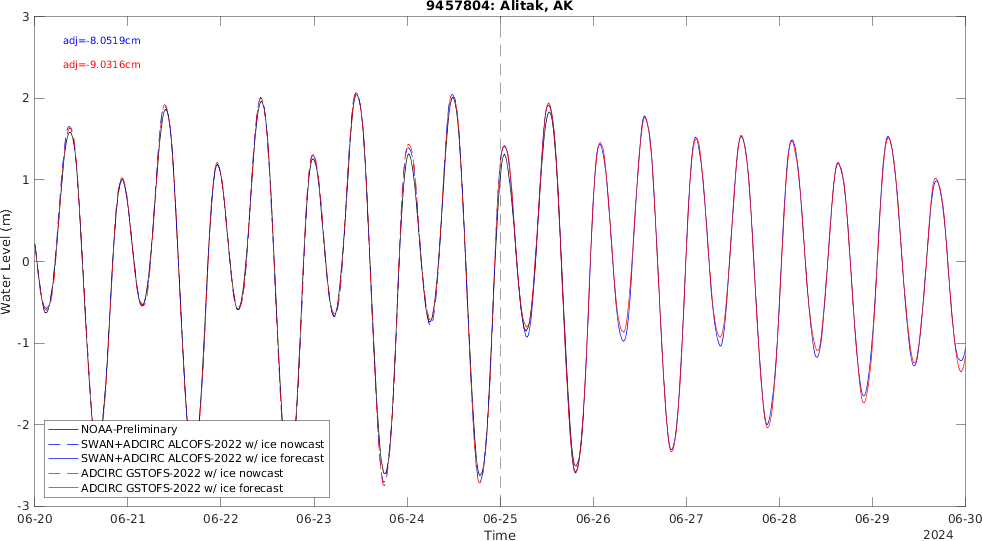 9457804: Alitak, AK
adj=-8.0519cm
adj=-9.0316cm
Water Level (m)
3
2
1
0
-1
-2
-3
NOAA-Preliminary
SWAN+ADCIRC ALCOFS-2022 w/ ice nowcast
SWAN+ADCIRC ALCOFS-2022 w/ ice forecast
ADCIRC GSTOFS-2022 w/ ice nowcast
ADCIRC GSTOFS-2022 w/ ice forecast
06-20 06-21 06-22 06-23 06-24 06-25 06-26 06-27 06-28 06-29 06-30
Time
2024